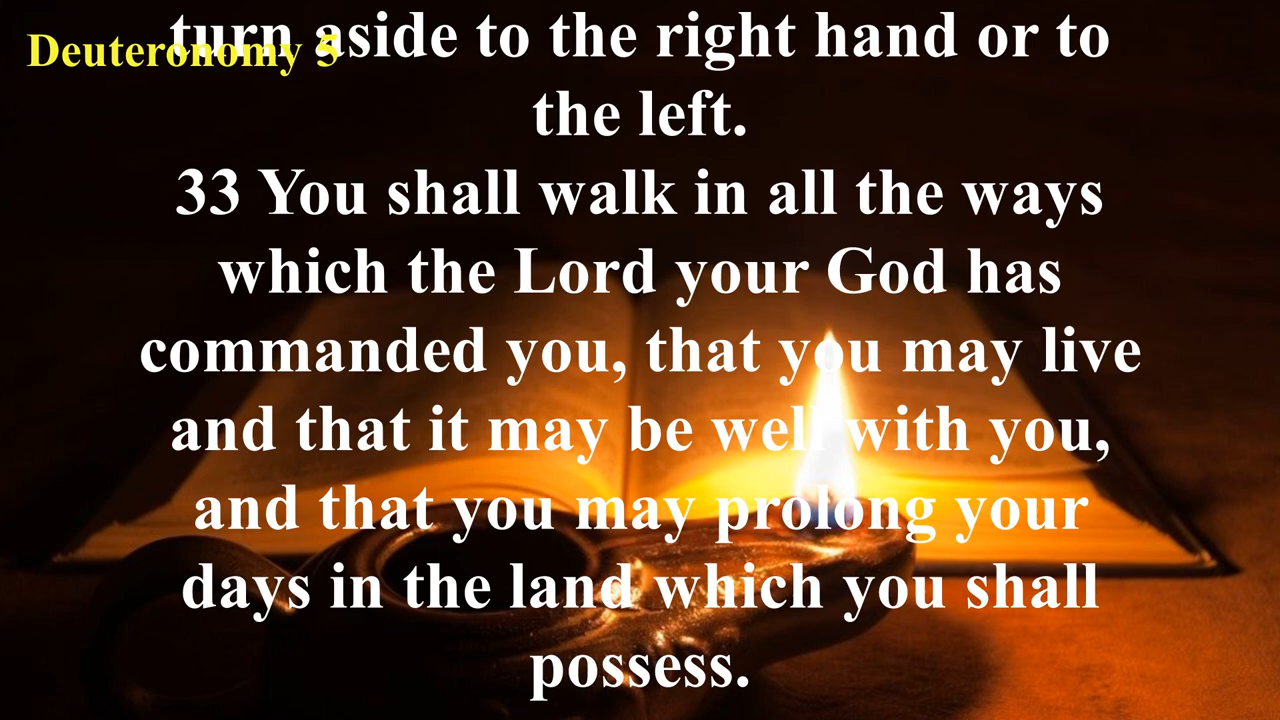 Deuteronomy 5
turn aside to the right hand or to
the left.
33 You shall walk in all the ways
which the Lord your God has
commanded you, that you may live
and that it may be well with you,
and that you may prolong your
days in the land which you shall
possess.